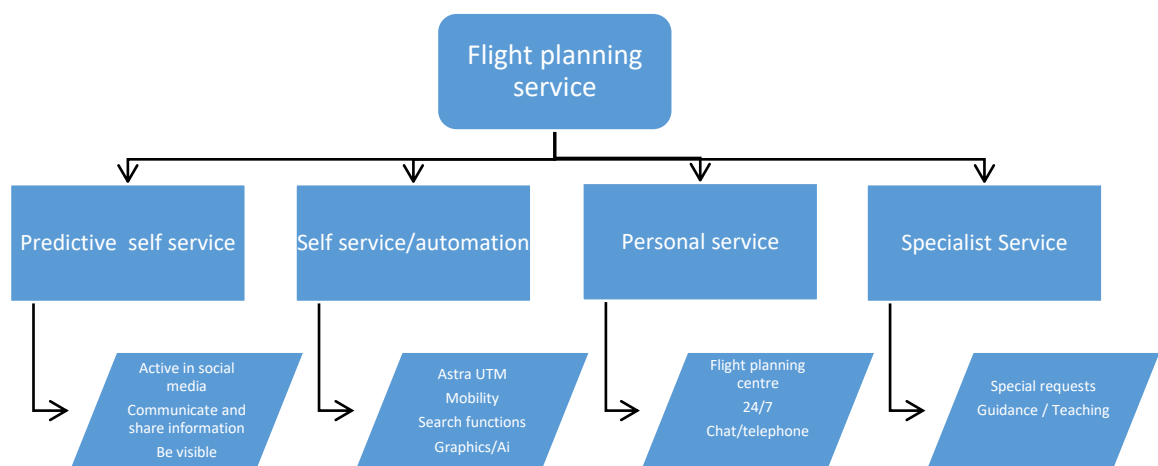 Flight planning
service
Predictive self service
Self service/automation
Personal service
Specialist Service
Active in social
media
Communicate and
share information
Be visible
Astra UTM
Mobility
Search functions
Graphics/Ai
Flight planning
centre
24/7
Chat/telephone
Special requests
Guidance / Teaching